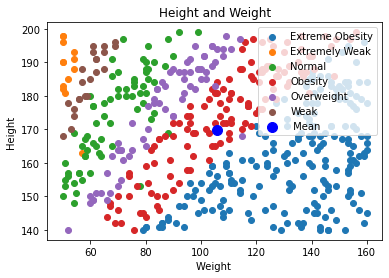 Height and Weight
200
190
180
170
160
150
140
Height
60
80
100
120
140
160
Weight
Extreme Obesity
Extremely Weak
Normal
Obesity
Overweight
Weak
Mean